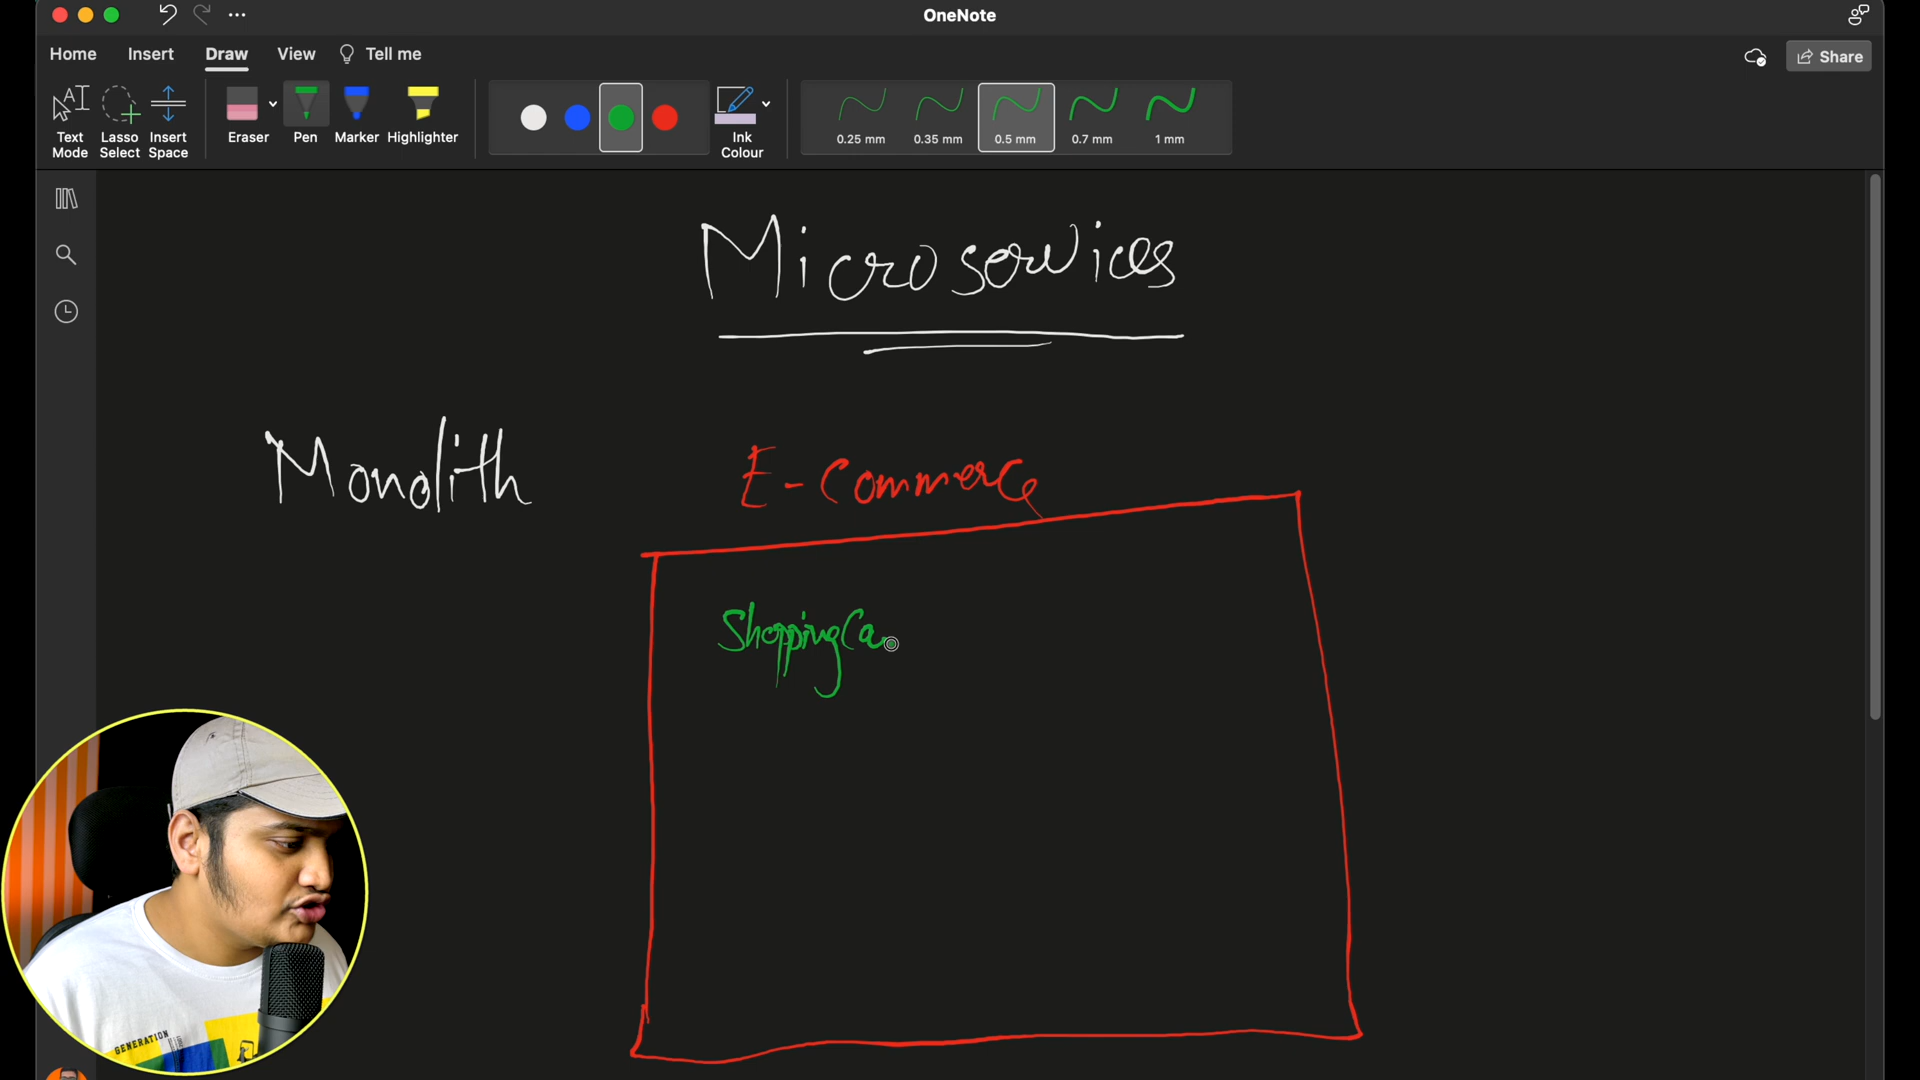 OneNote
Home Insert Draw View Tell me
Share
Text Mode
Lasso Select
Insert Space
Eraser
Pen
Marker
Highlighter
Ink Colour
0.25 mm
0.35 mm
0.5 mm
0.7 mm
1 mm
Microservices
Monolith
E-Commerce
ShoppingCa
GENERATION